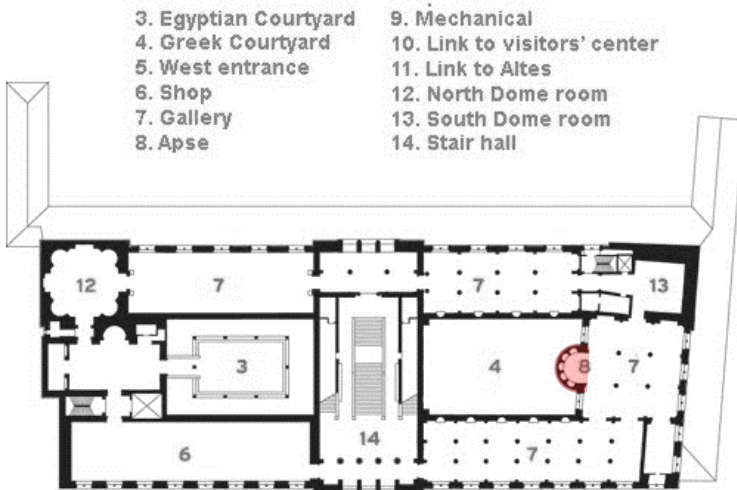 3. Egyptian Courtyard
4. Greek Courtyard
5. West entrance
6. Shop
7. Gallery
8. Apse
9. Mechanical
10. Link to visitors' center
11. Link to Altes
12. North Dome room
13. South Dome room
14. Stair hall
12
7
7
13
3
4
8
7
14
6
7